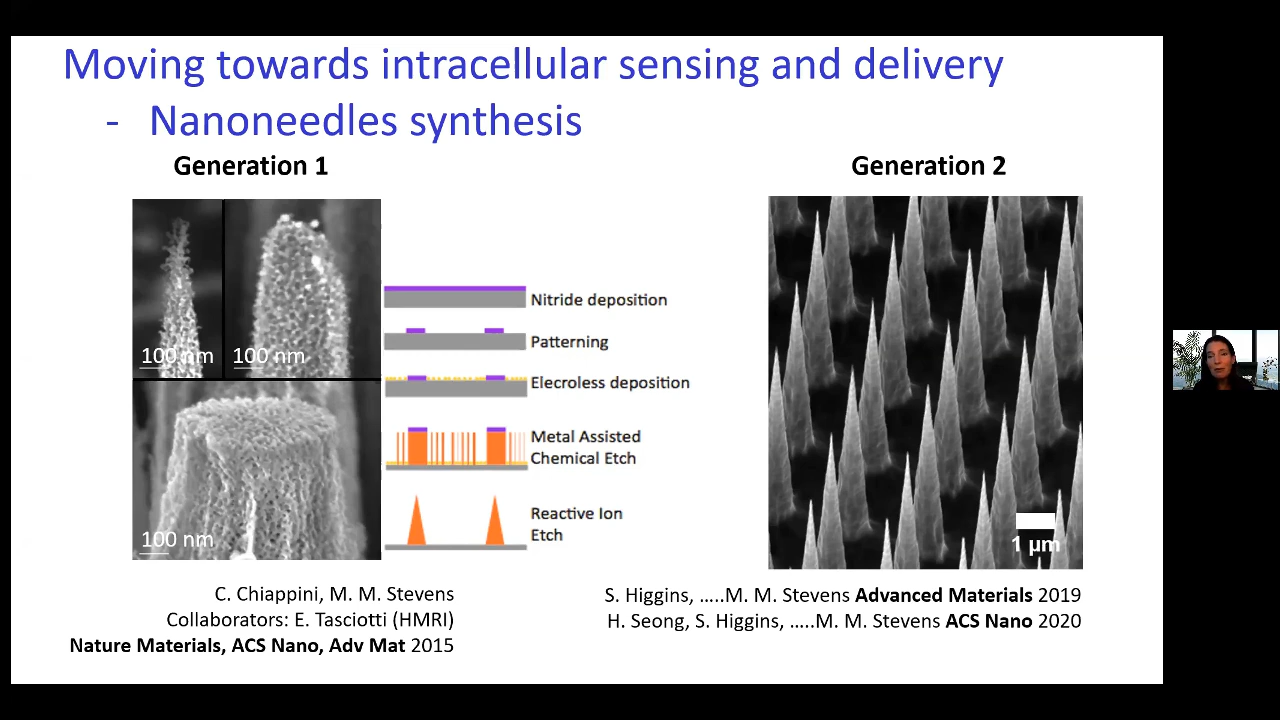 Moving towards intracellular sensing and delivery
- Nanoneedles synthesis
Generation 1
Generation 2
100 nm
100 nm
100 nm
Nitride deposition
Patterning
Elecroless deposition
Metal Assisted
Chemical Etch
Reactive Ion
Etch
1 µm
C. Chiappini, M. M. Stevens
Collaborators: E. Tasciotti (HMRI)
Nature Materials, ACS Nano, Adv Mat 2015
S. Higgins, …..M. M. Stevens Advanced Materials 2019
H. Seong, S. Higgins, …..M. M. Stevens ACS Nano 2020